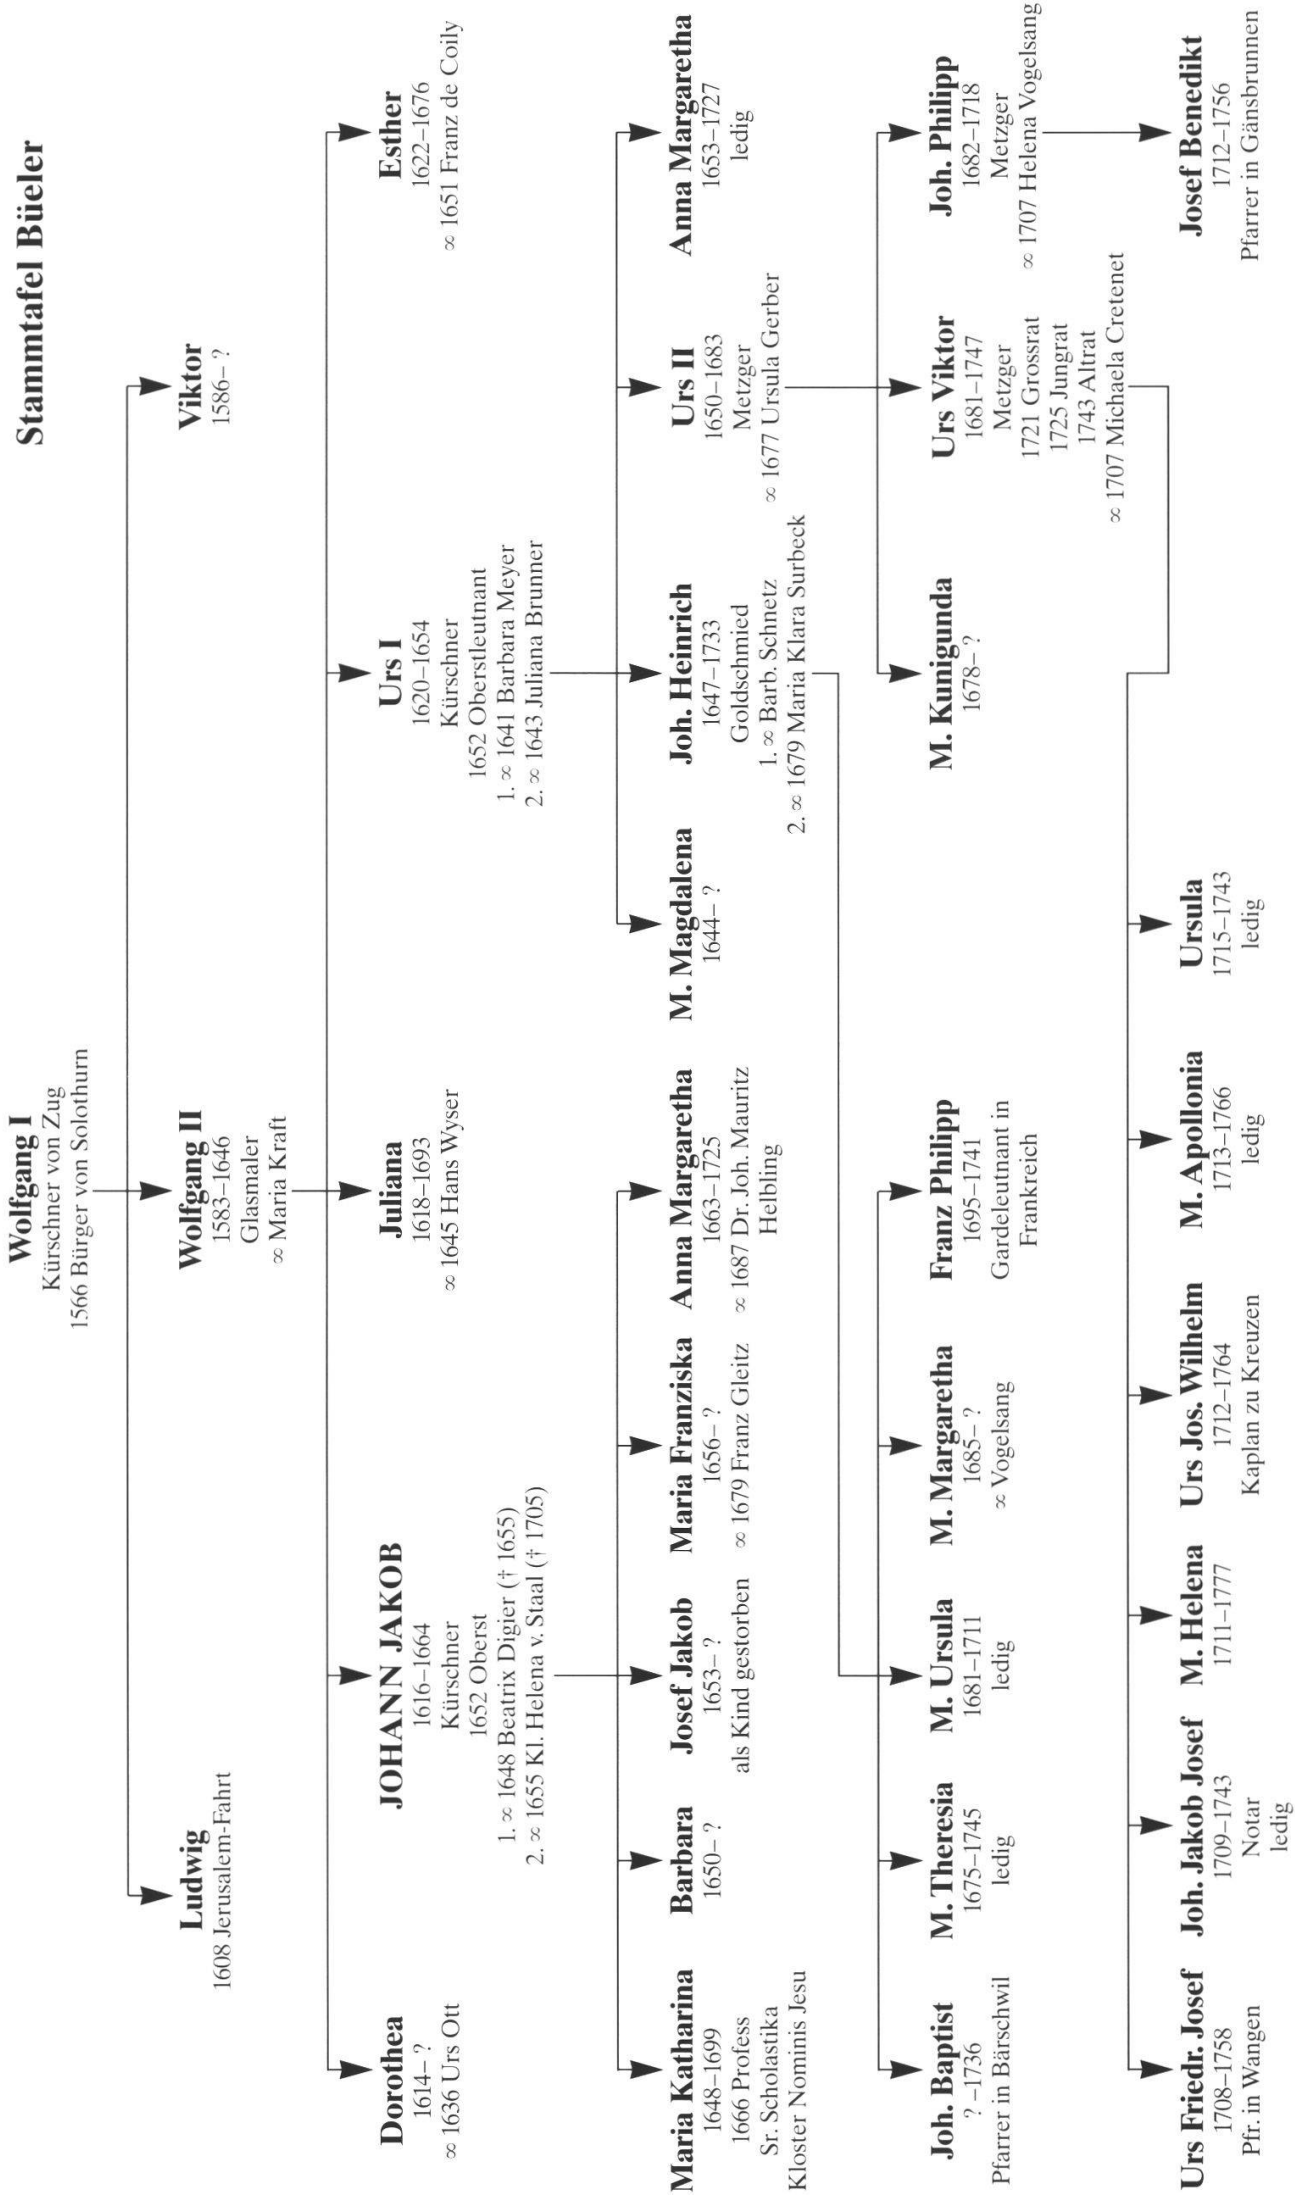 Stammtafel Büeler
Wolfgang I
Kürschner von Zug
1566 Bürger von Solothurn
Ludwig
1608 Jerusalem-Fahrt
Wolfgang II
1583–1646
Glasmaler
∞ Maria Kraft
Viktor
1586– ?
Dorothea
1614– ?
∞ 1636 Urs Ott
JOHANN JAKOB
1616–1664
Kürschner
1652 Oberst
1. ∞ 1648 Beatrix Digier († 1655)
2. ∞ 1655 Kl. Helena v. Staal († 1705)
Juliana
1618–1693
∞ 1645 Hans Wyser
Urs I
1620–1654
Kürschner
1652 Oberstleutnant
1. ∞ 1641 Barbara Meyer
2. ∞ 1643 Juliana Brunner
Esther
1622–1676
∞ 1651 Franz de Coily
Maria Katharina
1648–1699
1666 Profess
Sr. Scholastika
Kloster Nominis Jesu
Barbara
1650– ?
Josef Jakob
1653– ?
als Kind gestorben
Maria Franziska
1656– ?
∞ 1679 Franz Gleitz
Anna Margaretha
1663–1725
∞ 1687 Dr. Joh. Mauritz
Helbling
M. Magdalena
1644– ?
Joh. Heinrich
1647–1733
Goldschmied
1. ∞ Barb. Schnetz
2. ∞ 1679 Maria Klara Surbeck
Urs II
1650–1683
Metzger
∞ 1677 Ursula Gerber
Anna Margaretha
1653–1727
ledig
Joh. Baptist
? –1736
Pfarrer in Bärschwil
M. Theresia
1675–1745
ledig
M. Ursula
1681–1711
ledig
M. Margaretha
1685– ?
∞ Vogelsang
Franz Philipp
1695–1741
Gardeleutnant in
Frankreich
M. Kunigunda
1678– ?
Urs Viktor
1681–1747
Metzger
1721 Grossrat
1725 Jungrat
1743 Altrat
∞ 1707 Michaela Cretenet
Joh. Philipp
1682–1718
Metzger
∞ 1707 Helena Vogelsang
Urs Friedr. Josef
1708–1758
Pfr. in Wangen
Joh. Jakob Josef
1709–1743
Notar
ledig
M. Helena
1711–1777
Urs Jos. Wilhelm
1712–1764
Kaplan zu Kreuzen
M. Apollonia
1713–1766
ledig
Ursula
1715–1743
ledig
Josef Benedikt
1712–1756
Pfarrer in Gänsbrunnen